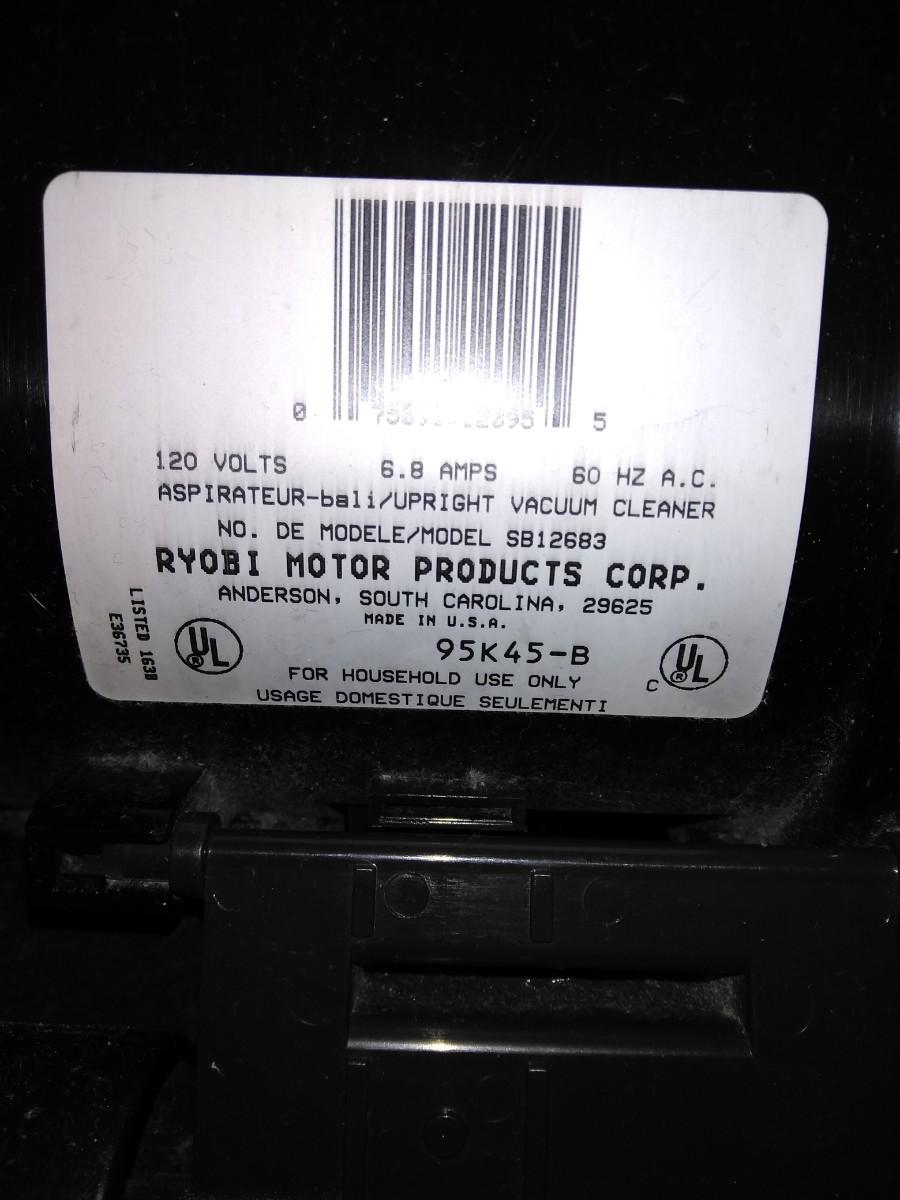 0 5
120 VOLTS 6.8 AMPS 60 HZ A.C.
ASPIRATEUR-bali/UPRIGHT VACUUM CLEANER
NO. DE MODELE/MODEL SB12683
RYOBI MOTOR PRODUCTS CORP.
ANDERSON, SOUTH CAROLINA, 29625
MADE IN U.S.A.
LISTED 163B
E36735
UL ®
95K45-B
C UL ®
FOR HOUSEHOLD USE ONLY
USAGE DOMESTIQUE SEULEMENTI